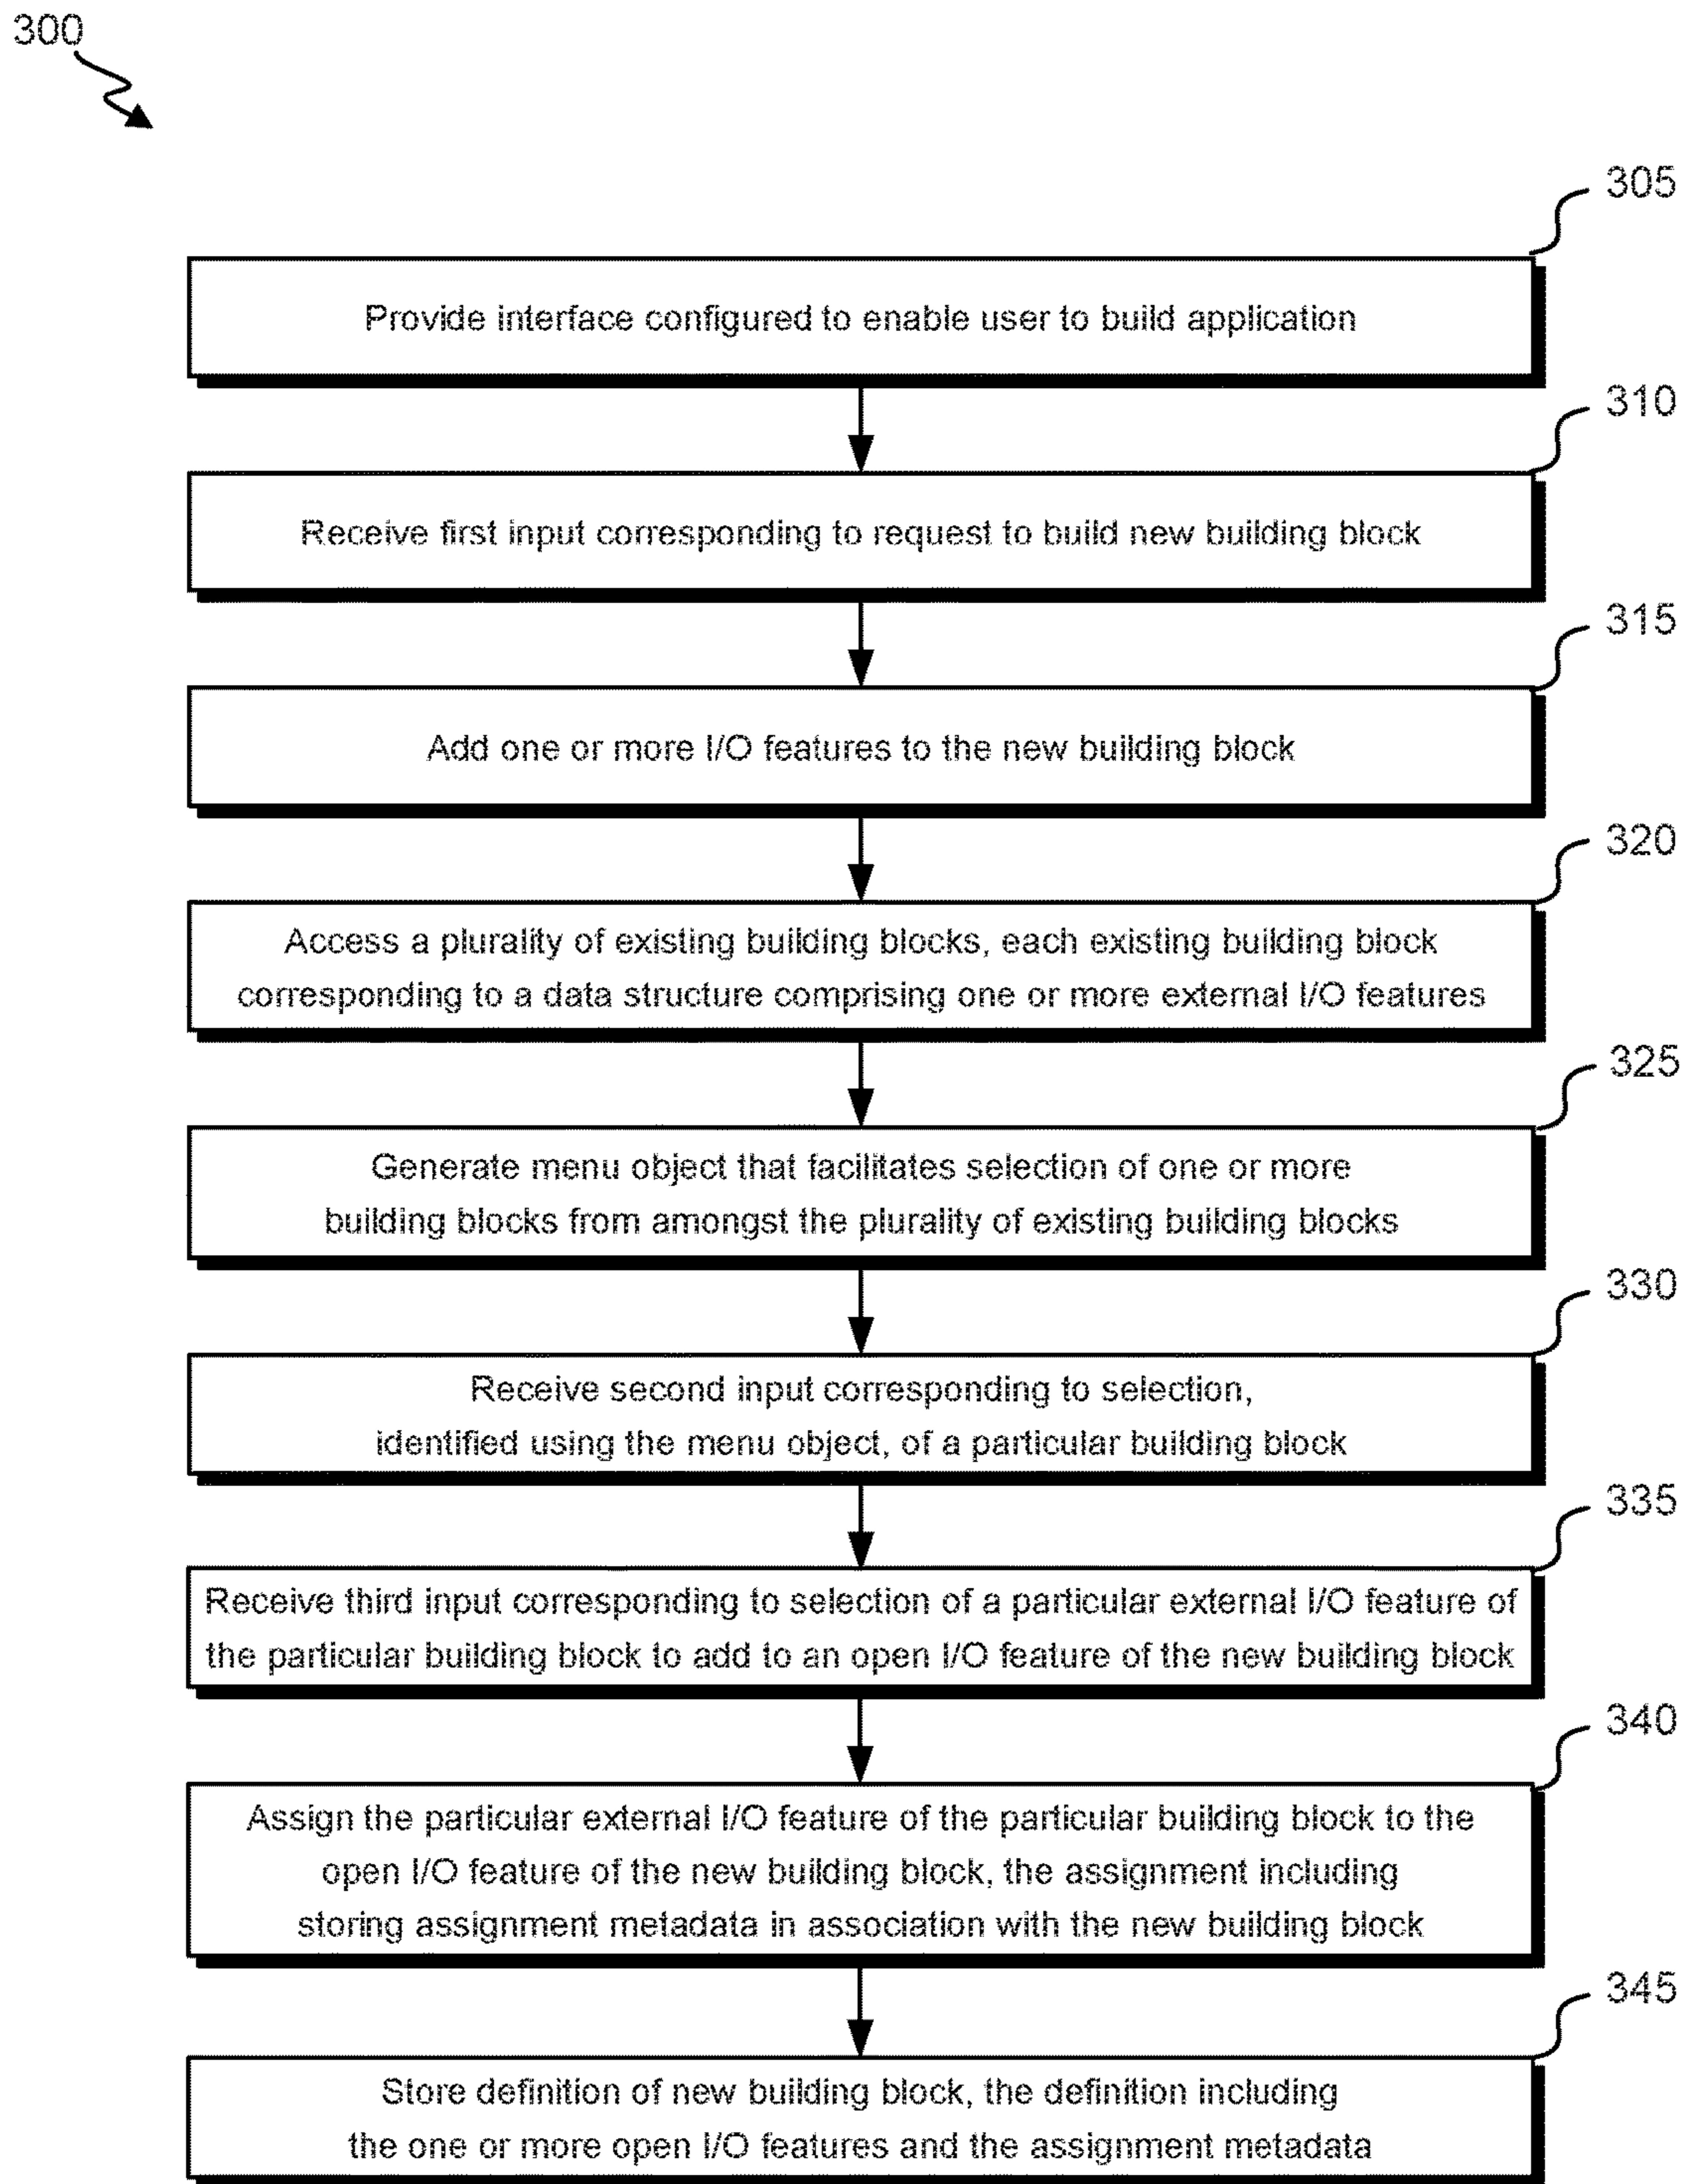 300
305
Provide interface configured to enable user to build application
310
Receive first input corresponding to request to build new building block
315
Add one or more I/O features to the new building block
320
Access a plurality of existing building blocks, each existing building block
corresponding to a data structure comprising one or more external I/O features
325
Generate menu object that facilitates selection of one or more
building blocks from amongst the plurality of existing building blocks
330
Receive second input corresponding to selection,
identified using the menu object, of a particular building block
335
Receive third input corresponding to selection of a particular external I/O feature of
the particular building block to add to an open I/O feature of the new building block
340
Assign the particular external I/O feature of the particular building block to the
open I/O feature of the new building block, the assignment including
storing assignment metadata in association with the new building block
345
Store definition of new building block, the definition including
the one or more open I/O features and the assignment metadata